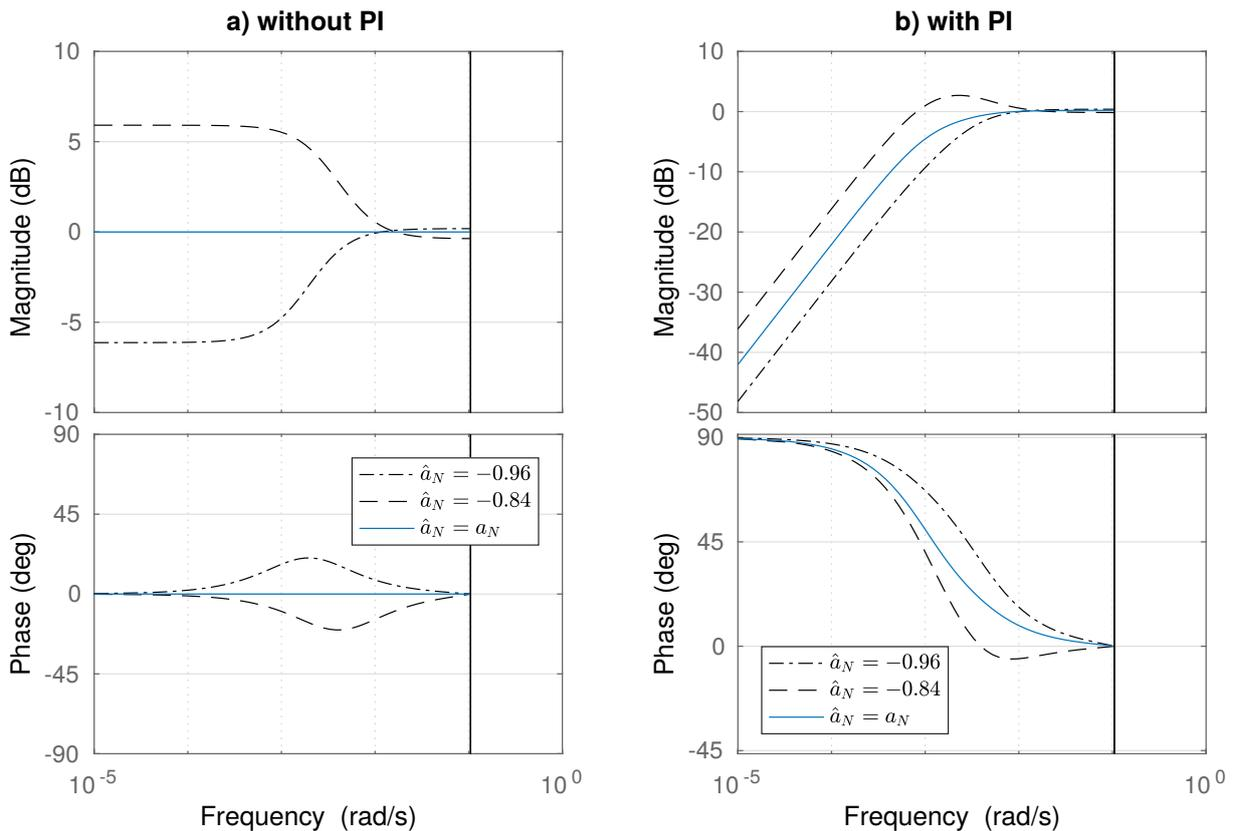 a) without PI
b) with PI
10
5
0
-5
-10
Magnitude (dB)
10
0
-10
-20
-30
-40
-50
Magnitude (dB)
90
45
0
-45
-90
Phase (deg)
â_N = −0.96
â_N = −0.84
â_N = a_N
90
45
0
-45
Phase (deg)
â_N = −0.96
â_N = −0.84
â_N = a_N
10^-5
10^0
Frequency (rad/s)
10^-5
10^0
Frequency (rad/s)